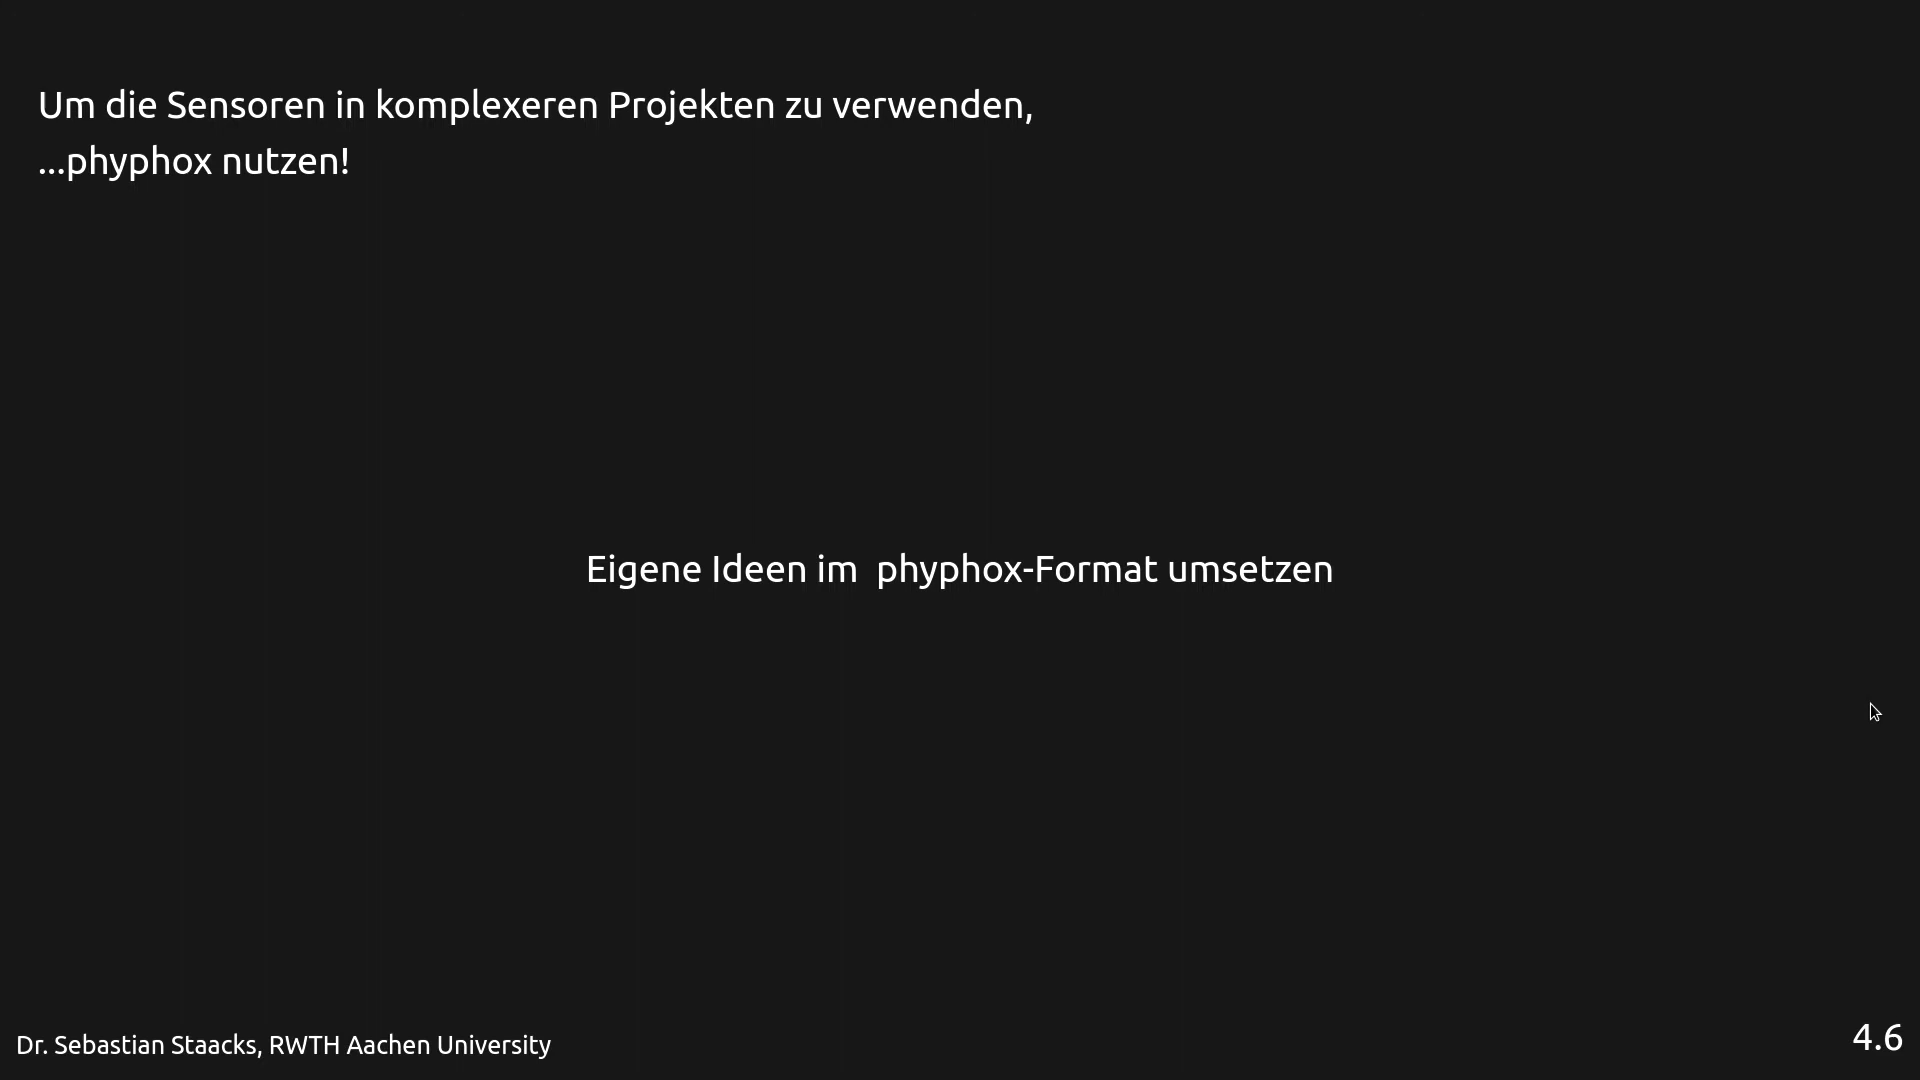 Um die Sensoren in komplexeren Projekten zu verwenden,
...phyphox nutzen!
Eigene Ideen im  phyphox-Format umsetzen
Dr. Sebastian Staacks, RWTH Aachen University
4.6